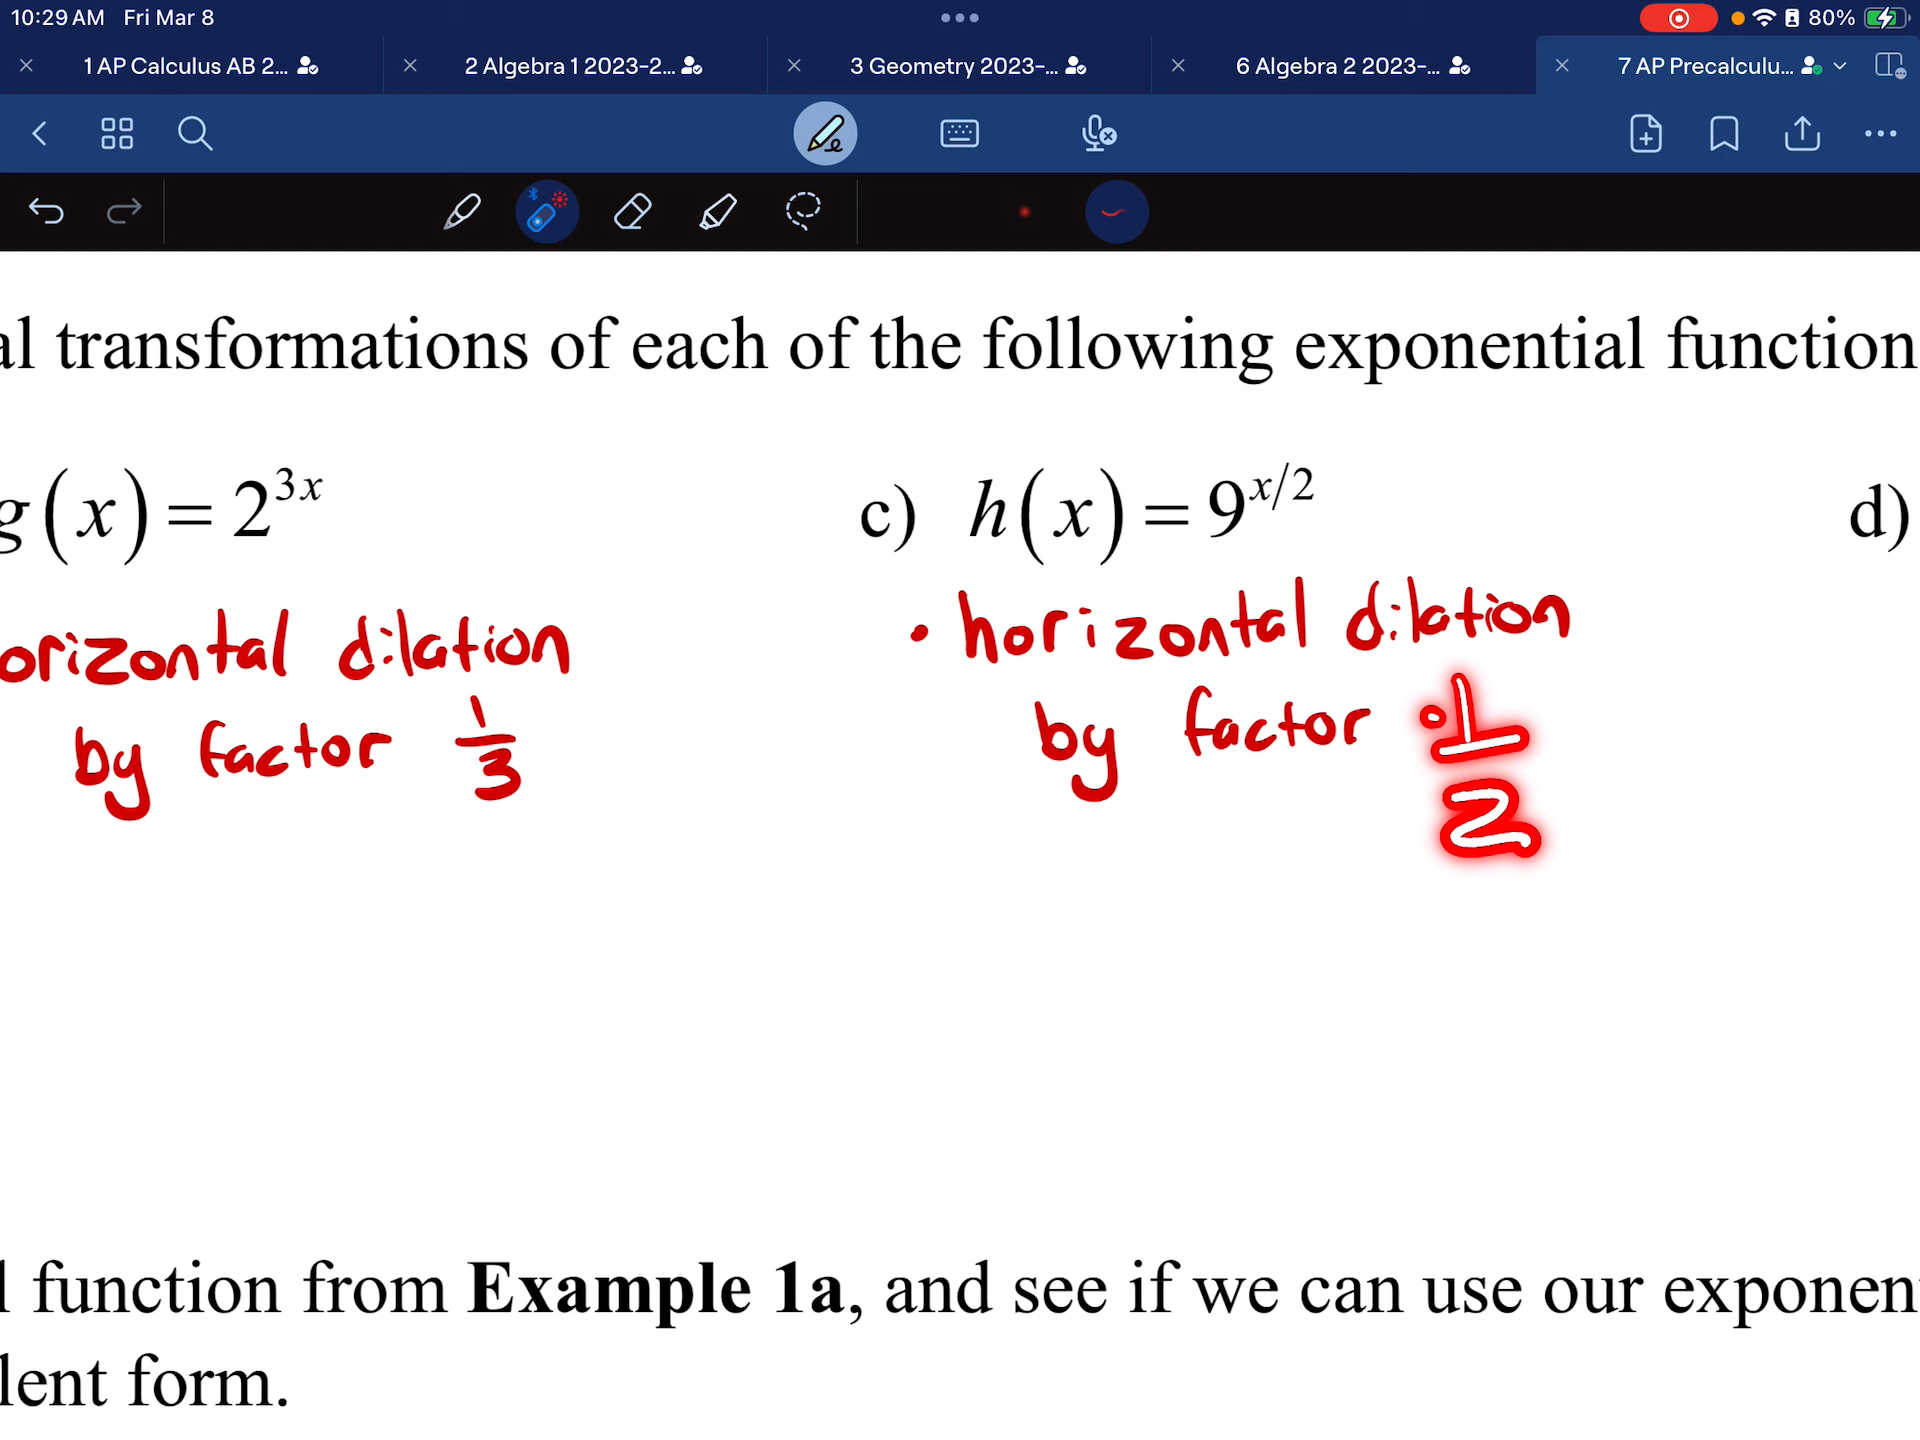 10:29 AM Fri Mar 8 80%
1 AP Calculus AB 2... 2 Algebra 1 2023-2... 3 Geometry 2023-... 6 Algebra 2 2023-... 7 AP Precalculu...
al transformations of each of the following exponential function
g(x) = 2^{3x} c) h(x) = 9^{x/2} d)
orizontal dilation
by factor 1/3
• horizontal dilation
by factor 1/2
l function from Example 1a, and see if we can use our exponen
lent form.